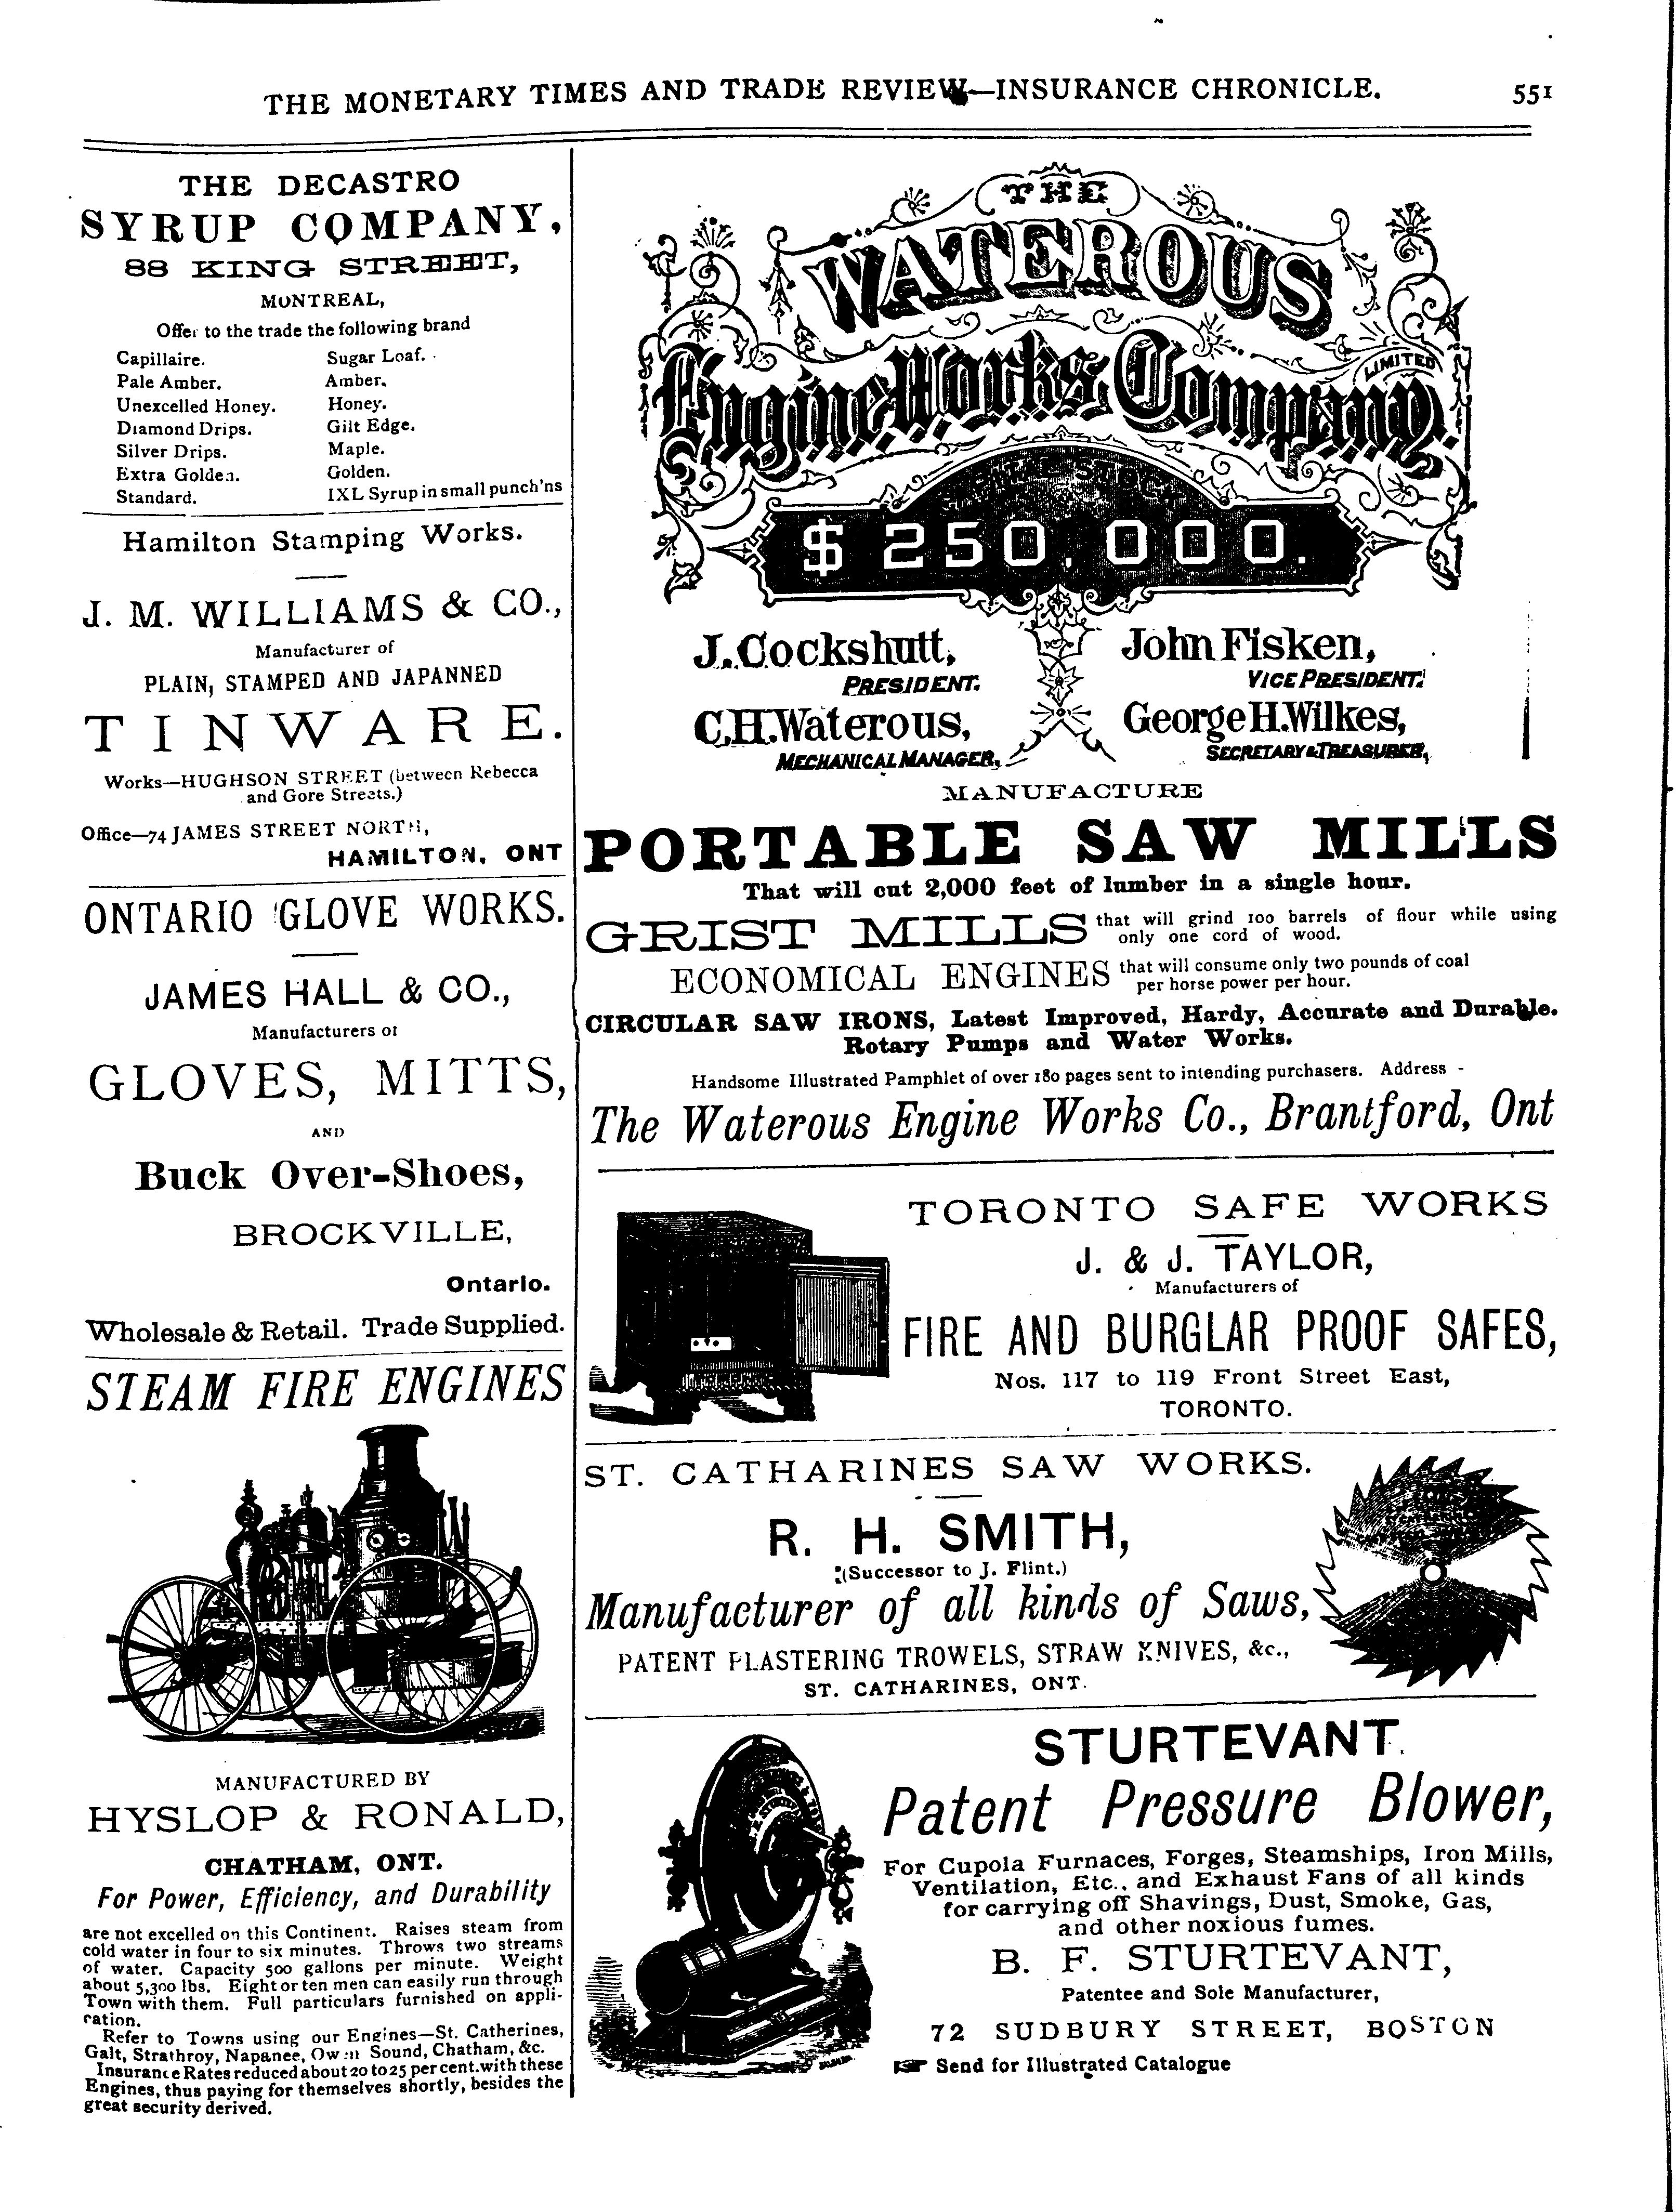 THE MONETARY TIMES AND TRADE REVIEW—INSURANCE CHRONICLE. 551
THE DECASTRO
SYRUP COMPANY,
88 KING STREET,
MONTREAL,
Offer to the trade the following brand
Capillaire. Sugar Loaf.
Pale Amber. Amber.
Unexcelled Honey. Honey.
Diamond Drips. Gilt Edge.
Silver Drips. Maple.
Extra Golden. Golden.
Standard. IXL Syrup in small punch'ns
Hamilton Stamping Works.
J. M. WILLIAMS & CO.,
Manufacturer of
PLAIN, STAMPED AND JAPANNED
TINWARE.
Works—HUGHSON STREET (between Rebecca
and Gore Streets.)
Office—74 JAMES STREET NORTH,
HAMILTON, ONT
ONTARIO GLOVE WORKS.
JAMES HALL & CO.,
Manufacturers of
GLOVES, MITTS,
AND
Buck Over-Shoes,
BROCKVILLE,
Ontario.
Wholesale & Retail. Trade Supplied.
STEAM FIRE ENGINES
MANUFACTURED BY
HYSLOP & RONALD,
CHATHAM, ONT.
For Power, Efficiency, and Durability
are not excelled on this Continent. Raises steam from
cold water in four to six minutes. Throws two streams
of water. Capacity 500 gallons per minute. Weight
about 5,300 lbs. Eight or ten men can easily run through
Town with them. Full particulars furnished on appli-
cation.
Refer to Towns using our Engines—St. Catherines,
Galt, Strathroy, Napanee, Owen Sound, Chatham, &c.
Insurance Rates reduced about 20 to 25 per cent. with these
Engines, thus paying for themselves shortly, besides the
great security derived.
THE
WATEROUS
Engine Works Company
LIMITED
CAPITAL STOCK
$250,000.
J. Cockshutt, John Fisken,
PRESIDENT. VICE PRESIDENT.
C.H. Waterous, George H. Wilkes,
MECHANICAL MANAGER, SECRETARY & TREASURER,
MANUFACTURE
PORTABLE SAW MILLS
That will cut 2,000 feet of lumber in a single hour.
GRIST MILLS that will grind 100 barrels of flour while using
only one cord of wood.
ECONOMICAL ENGINES that will consume only two pounds of coal
per horse power per hour.
CIRCULAR SAW IRONS, Latest Improved, Hardy, Accurate and Durable.
Rotary Pumps and Water Works.
Handsome Illustrated Pamphlet of over 180 pages sent to intending purchasers. Address -
The Waterous Engine Works Co., Brantford, Ont
TORONTO SAFE WORKS
J. & J. TAYLOR,
Manufacturers of
FIRE AND BURGLAR PROOF SAFES,
Nos. 117 to 119 Front Street East,
TORONTO.
ST. CATHARINES SAW WORKS.
R. H. SMITH,
(Successor to J. Flint.)
Manufacturer of all kinds of Saws,
PATENT PLASTERING TROWELS, STRAW KNIVES, &c.,
ST. CATHARINES, ONT.
STURTEVANT
Patent Pressure Blower,
For Cupola Furnaces, Forges, Steamships, Iron Mills,
Ventilation, Etc., and Exhaust Fans of all kinds
for carrying off Shavings, Dust, Smoke, Gas,
and other noxious fumes.
B. F. STURTEVANT,
Patentee and Sole Manufacturer,
72 SUDBURY STREET, BOSTON
☞ Send for Illustrated Catalogue